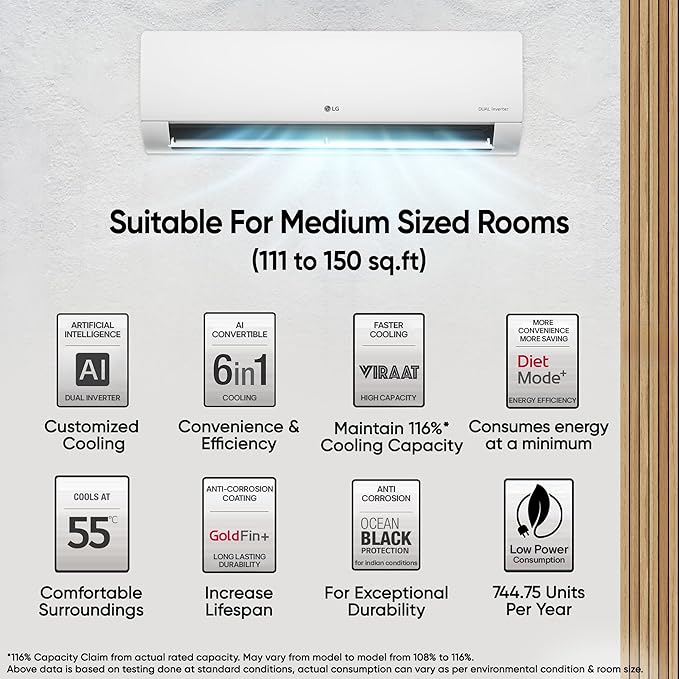 LG
DUAL Inverter
Suitable For Medium Sized Rooms
(111 to 150 sq.ft)
ARTIFICIAL
INTELLIGENCE
AI
DUAL INVERTER
Customized
Cooling
AI
CONVERTIBLE
6in1
COOLING
Convenience &
Efficiency
FASTER
COOLING
VIRAAT
HIGH CAPACITY
Maintain 116%*
Cooling Capacity
MORE
CONVENIENCE
MORE SAVING
Diet
Mode+
ENERGY EFFICIENCY
Consumes energy
at a minimum
COOLS AT
55°C
Comfortable
Surroundings
ANTI-CORROSION
COATING
GoldFin+
LONG LASTING
DURABILITY
Increase
Lifespan
ANTI
CORROSION
OCEAN
BLACK
PROTECTION
for Indian conditions
For Exceptional
Durability
Low Power
Consumption
744.75 Units
Per Year
*116% Capacity Claim from actual rated capacity. May vary from model to model from 108% to 116%.
Above data is based on testing done at standard conditions, actual consumption can vary as per environmental condition & room size.